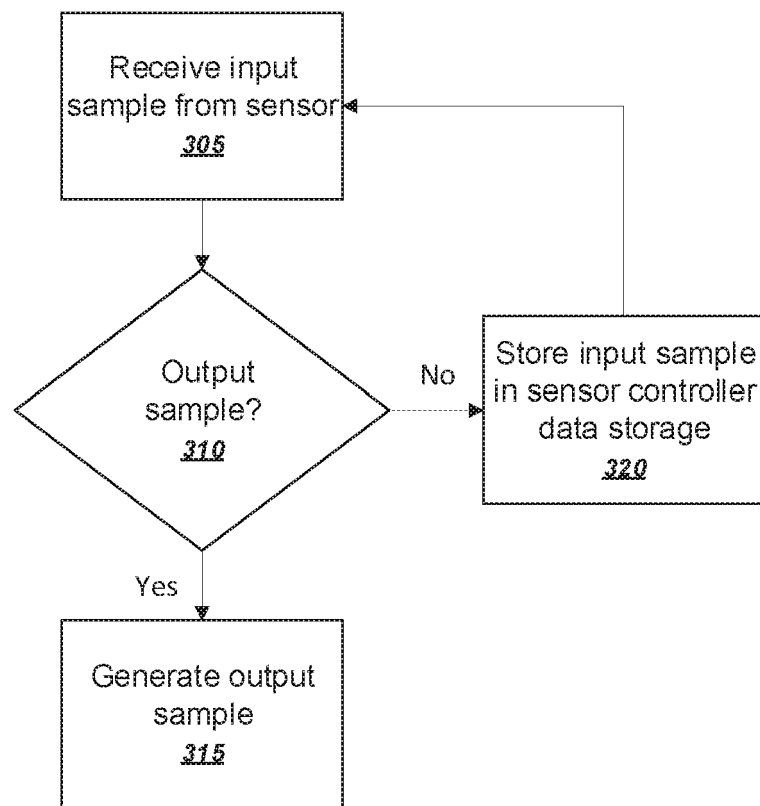 Receive input
sample from sensor
305
Output
sample?
310
No
Store input sample
in sensor controller
data storage
320
Yes
Generate output
sample
315